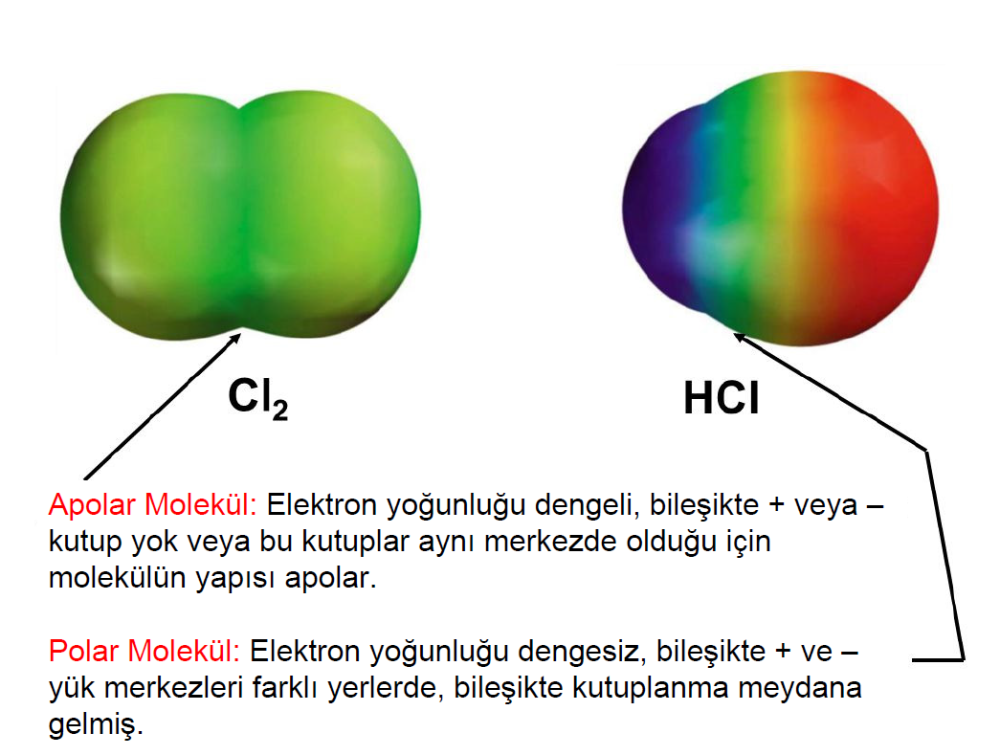 Cl₂
HCl
Apolar Molekül: Elektron yoğunluğu dengeli, bileşikte + veya –
kutup yok veya bu kutuplar aynı merkezde olduğu için
molekülün yapısı apolar.
Polar Molekül: Elektron yoğunluğu dengesiz, bileşikte + ve –
yük merkezleri farklı yerlerde, bileşikte kutuplanma meydana
gelmiş.